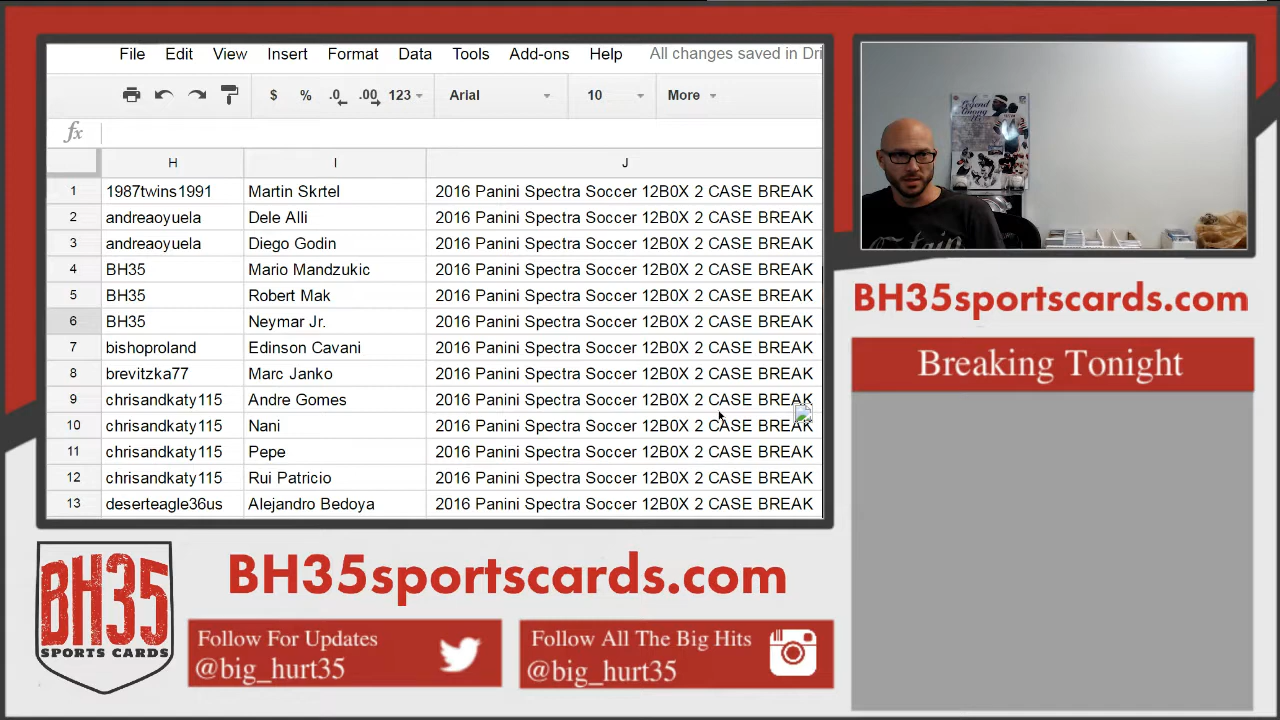 File Edit View Insert Format Data Tools Add-ons Help All changes saved in Dri
$ % .0 .00 123 Arial 10 More
fx
H I J
1 1987twins1991 Martin Skrtel 2016 Panini Spectra Soccer 12B0X 2 CASE BREAK
2 andreaoyuela Dele Alli 2016 Panini Spectra Soccer 12B0X 2 CASE BREAK
3 andreaoyuela Diego Godin 2016 Panini Spectra Soccer 12B0X 2 CASE BREAK
4 BH35 Mario Mandzukic 2016 Panini Spectra Soccer 12B0X 2 CASE BREAK
5 BH35 Robert Mak 2016 Panini Spectra Soccer 12B0X 2 CASE BREAK
6 BH35 Neymar Jr. 2016 Panini Spectra Soccer 12B0X 2 CASE BREAK
7 bishoproland Edinson Cavani 2016 Panini Spectra Soccer 12B0X 2 CASE BREAK
8 brevitzka77 Marc Janko 2016 Panini Spectra Soccer 12B0X 2 CASE BREAK
9 chrisandkaty115 Andre Gomes 2016 Panini Spectra Soccer 12B0X 2 CASE BREAK
10 chrisandkaty115 Nani 2016 Panini Spectra Soccer 12B0X 2 CASE BREAK
11 chrisandkaty115 Pepe 2016 Panini Spectra Soccer 12B0X 2 CASE BREAK
12 chrisandkaty115 Rui Patricio 2016 Panini Spectra Soccer 12B0X 2 CASE BREAK
13 deserteagle36us Alejandro Bedoya 2016 Panini Spectra Soccer 12B0X 2 CASE BREAK
BH35sportscards.com
Breaking Tonight
BH35
SPORTS CARDS
BH35sportscards.com
Follow For Updates
@big_hurt35
Follow All The Big Hits
@big_hurt35